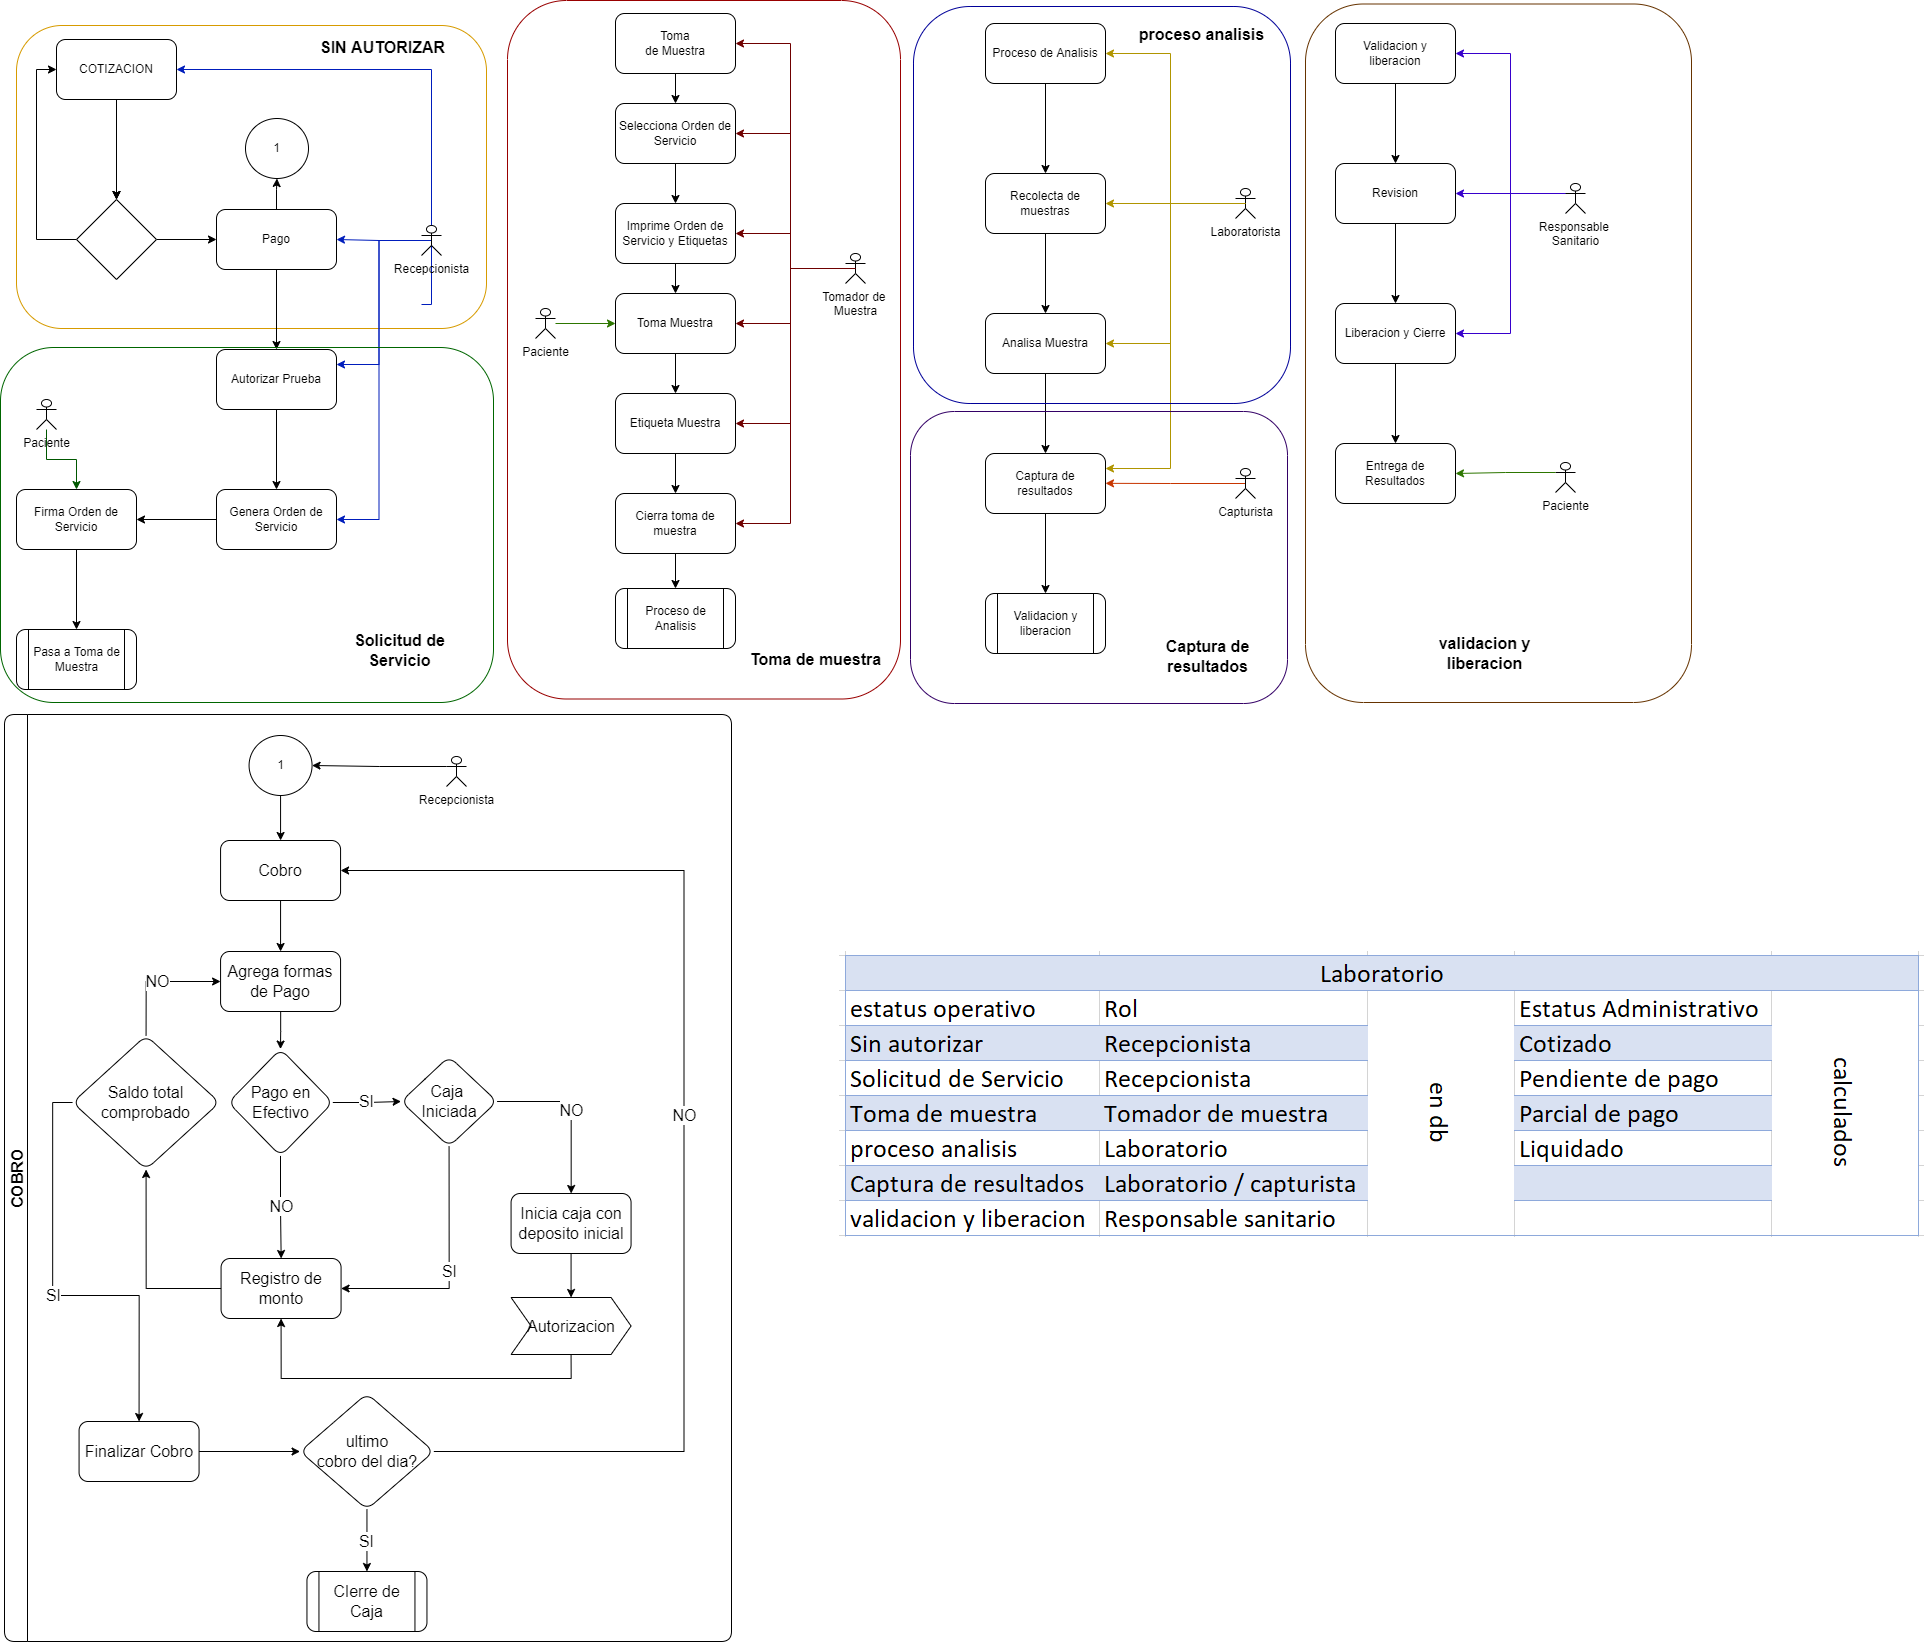 SIN AUTORIZAR
COTIZACION
1
Pago
Recepcionista
Autorizar Prueba
Paciente
Firma Orden de
Servicio
Genera Orden de
Servicio
Pasa a Toma de
Muestra
Solicitud de
Servicio
Toma
de Muestra
Selecciona Orden de
Servicio
Imprime Orden de
Servicio y Etiquetas
Tomador de
Muestra
Paciente
Toma Muestra
Etiqueta Muestra
Cierra toma de
muestra
Proceso de
Analisis
Toma de muestra
proceso analisis
Proceso de Analisis
Recolecta de
muestras
Laboratorista
Analisa Muestra
Captura de
resultados
Capturista
Validacion y
liberacion
Captura de
resultados
Validacion y
liberacion
Revision
Responsable
Sanitario
Liberacion y Cierre
Entrega de
Resultados
Paciente
validacion y
liberacion
COBRO
1
Recepcionista
Cobro
Agrega formas
de Pago
NO
Saldo total
comprobado
Pago en
Efectivo
SI
Caja
Iniciada
NO
NO
NO
Inicia caja con
deposito inicial
SI
Registro de
monto
SI
Autorizacion
Finalizar Cobro
ultimo
cobro del dia?
SI
CIerre de
Caja
Laboratorio
estatus operativo Rol Estatus Administrativo
Sin autorizar Recepcionista Cotizado
Solicitud de Servicio Recepcionista Pendiente de pago
Toma de muestra Tomador de muestra Parcial de pago
proceso analisis Laboratorio Liquidado
Captura de resultados Laboratorio / capturista
validacion y liberacion Responsable sanitario
en db
calculados